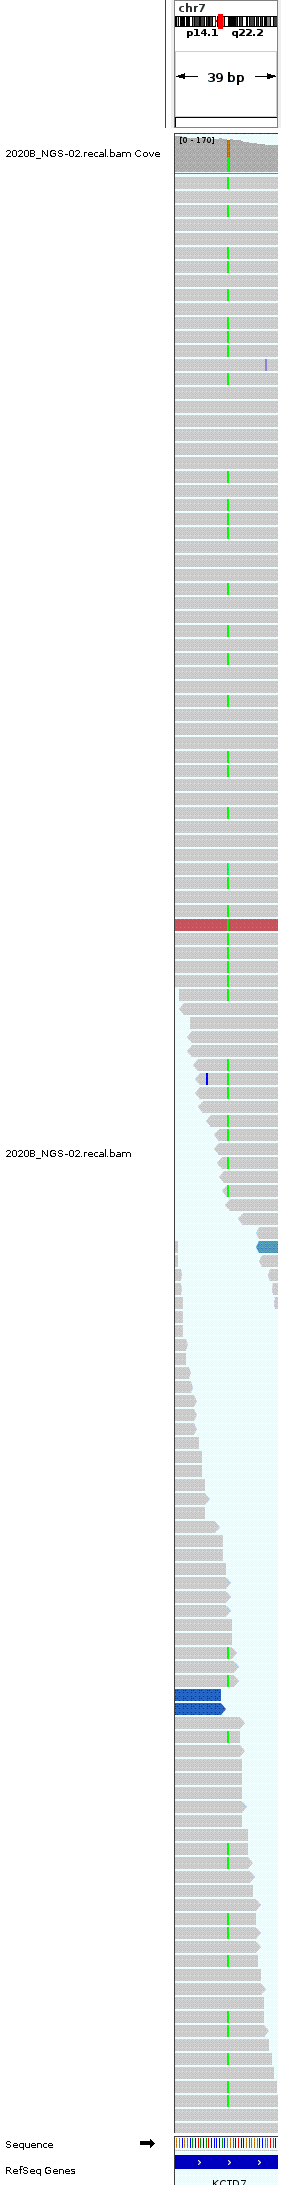 chr7
p14.1 q22.2
39 bp
[0 - 170]
2020B_NGS-02.recal.bam Cove
2020B_NGS-02.recal.bam
Sequence
RefSeq Genes
KCTD7